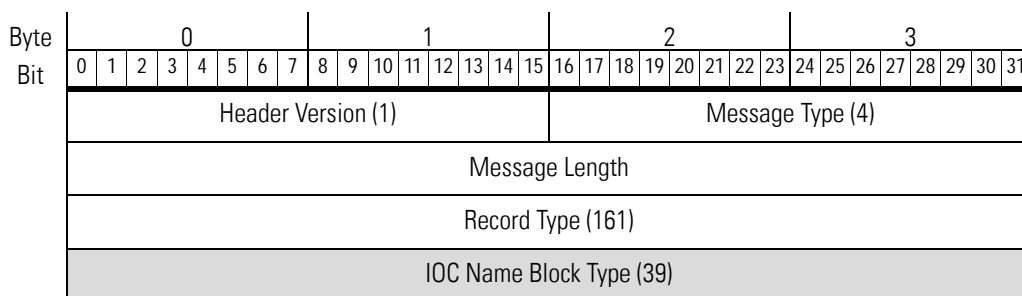 Byte 0 1 2 3
Bit 0 1 2 3 4 5 6 7 8 9 10 11 12 13 14 15 16 17 18 19 20 21 22 23 24 25 26 27 28 29 30 31
Header Version (1) Message Type (4)
Message Length
Record Type (161)
IOC Name Block Type (39)